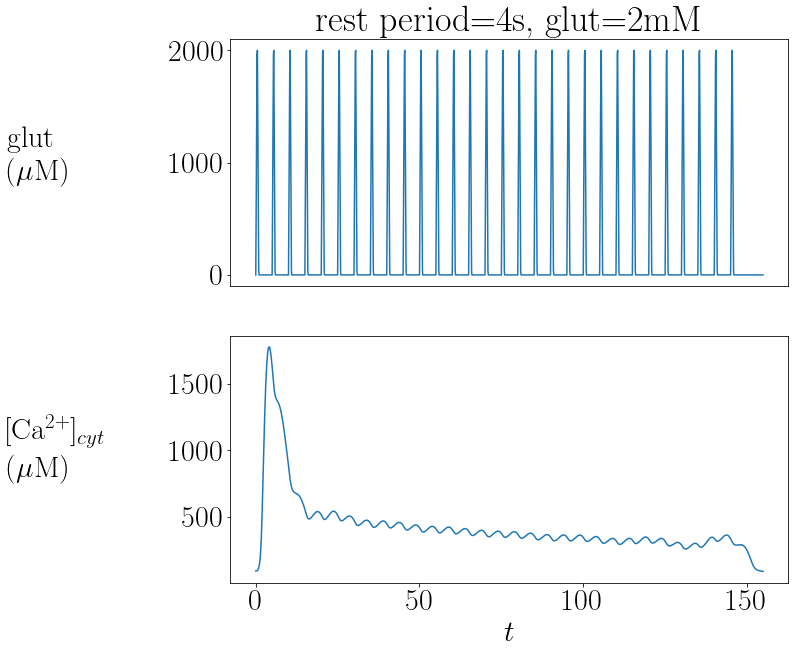 rest period=4s, glut=2mM
2000
glut
(μM)
1000
0
1500
[Ca²⁺]cyt
(μM)
1000
500
0 50 100 150
t